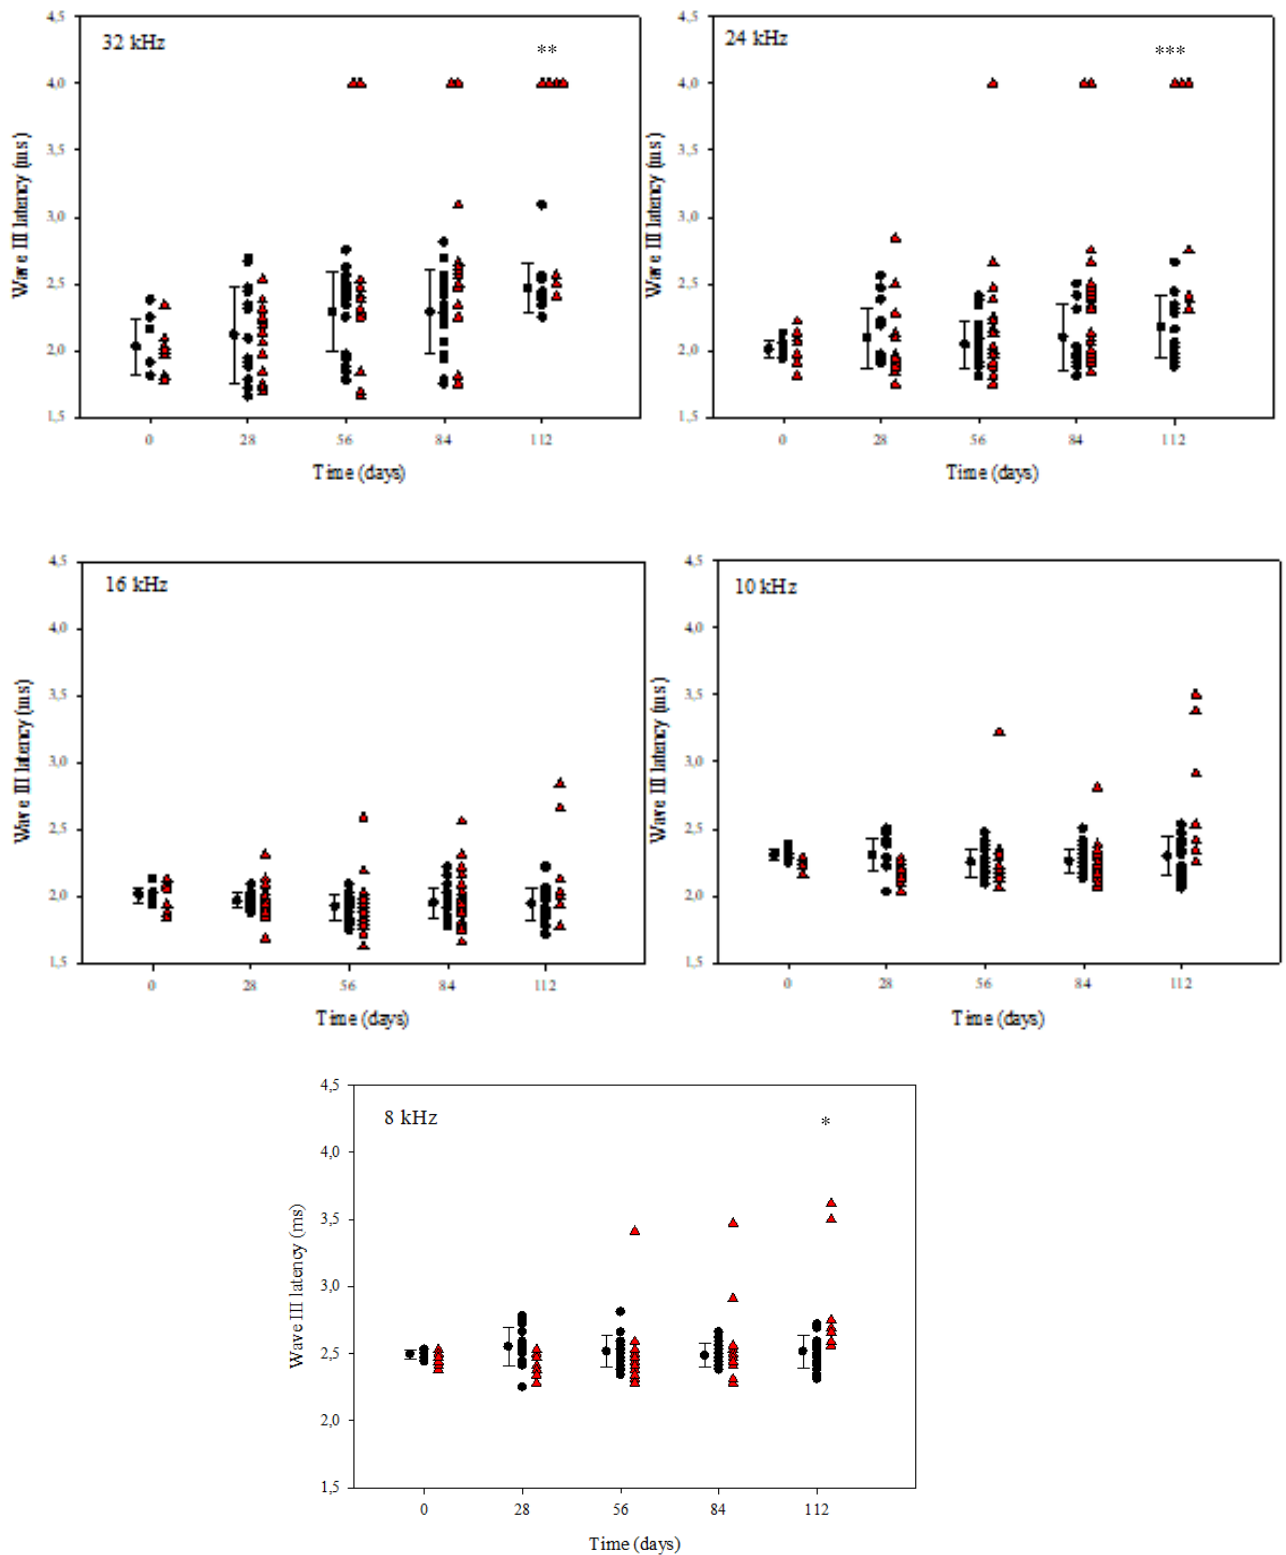 4,5
32 kHz
**
4,0
3,5
3,0
2,5
2,0
1,5
Wave III latency (ms)
0 28 56 84 112
Time (days)
4,5
24 kHz
***
4,0
3,5
3,0
2,5
2,0
1,5
Wave III latency (ms)
0 28 56 84 112
Time (days)
4,5
16 kHz
4,0
3,5
3,0
2,5
2,0
1,5
Wave III latency (ms)
0 28 56 84 112
Time (days)
4,5
10 kHz
4,0
3,5
3,0
2,5
2,0
1,5
Wave III latency (ms)
0 28 56 84 112
Time (days)
4,5
8 kHz
*
4,0
3,5
3,0
2,5
2,0
1,5
Wave III latency (ms)
0 28 56 84 112
Time (days)